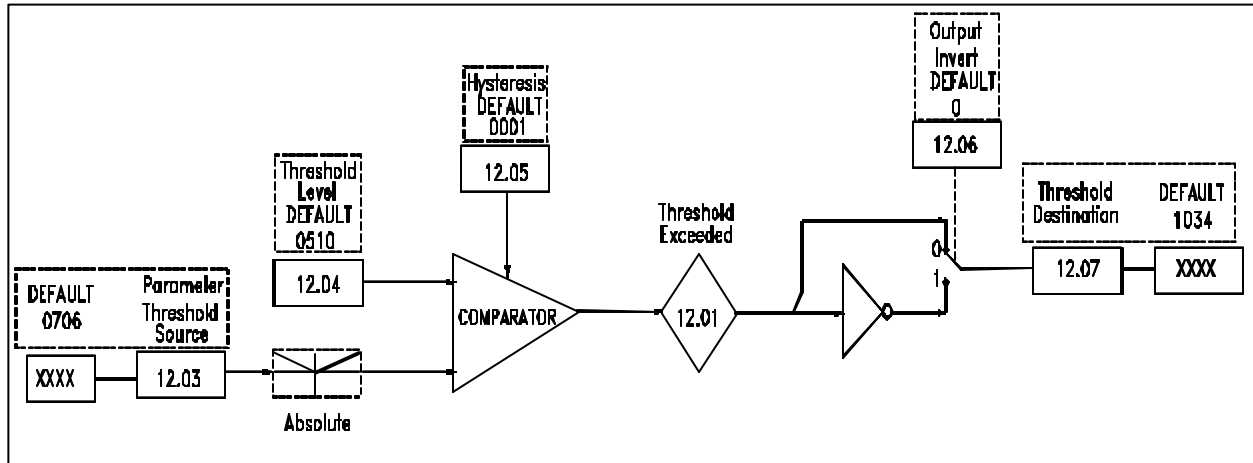 Output
Invert
DEFAULT
0
12.06
Hysteresis
DEFAULT
0001
12.05
Threshold
Level
DEFAULT
0510
12.04
Threshold
Exceeded
12.01
0
1
Threshold
Destination
DEFAULT
1034
12.07
XXXX
COMPARATOR
DEFAULT
0706
Parameter
Threshold
Source
XXXX
12.03
Absolute